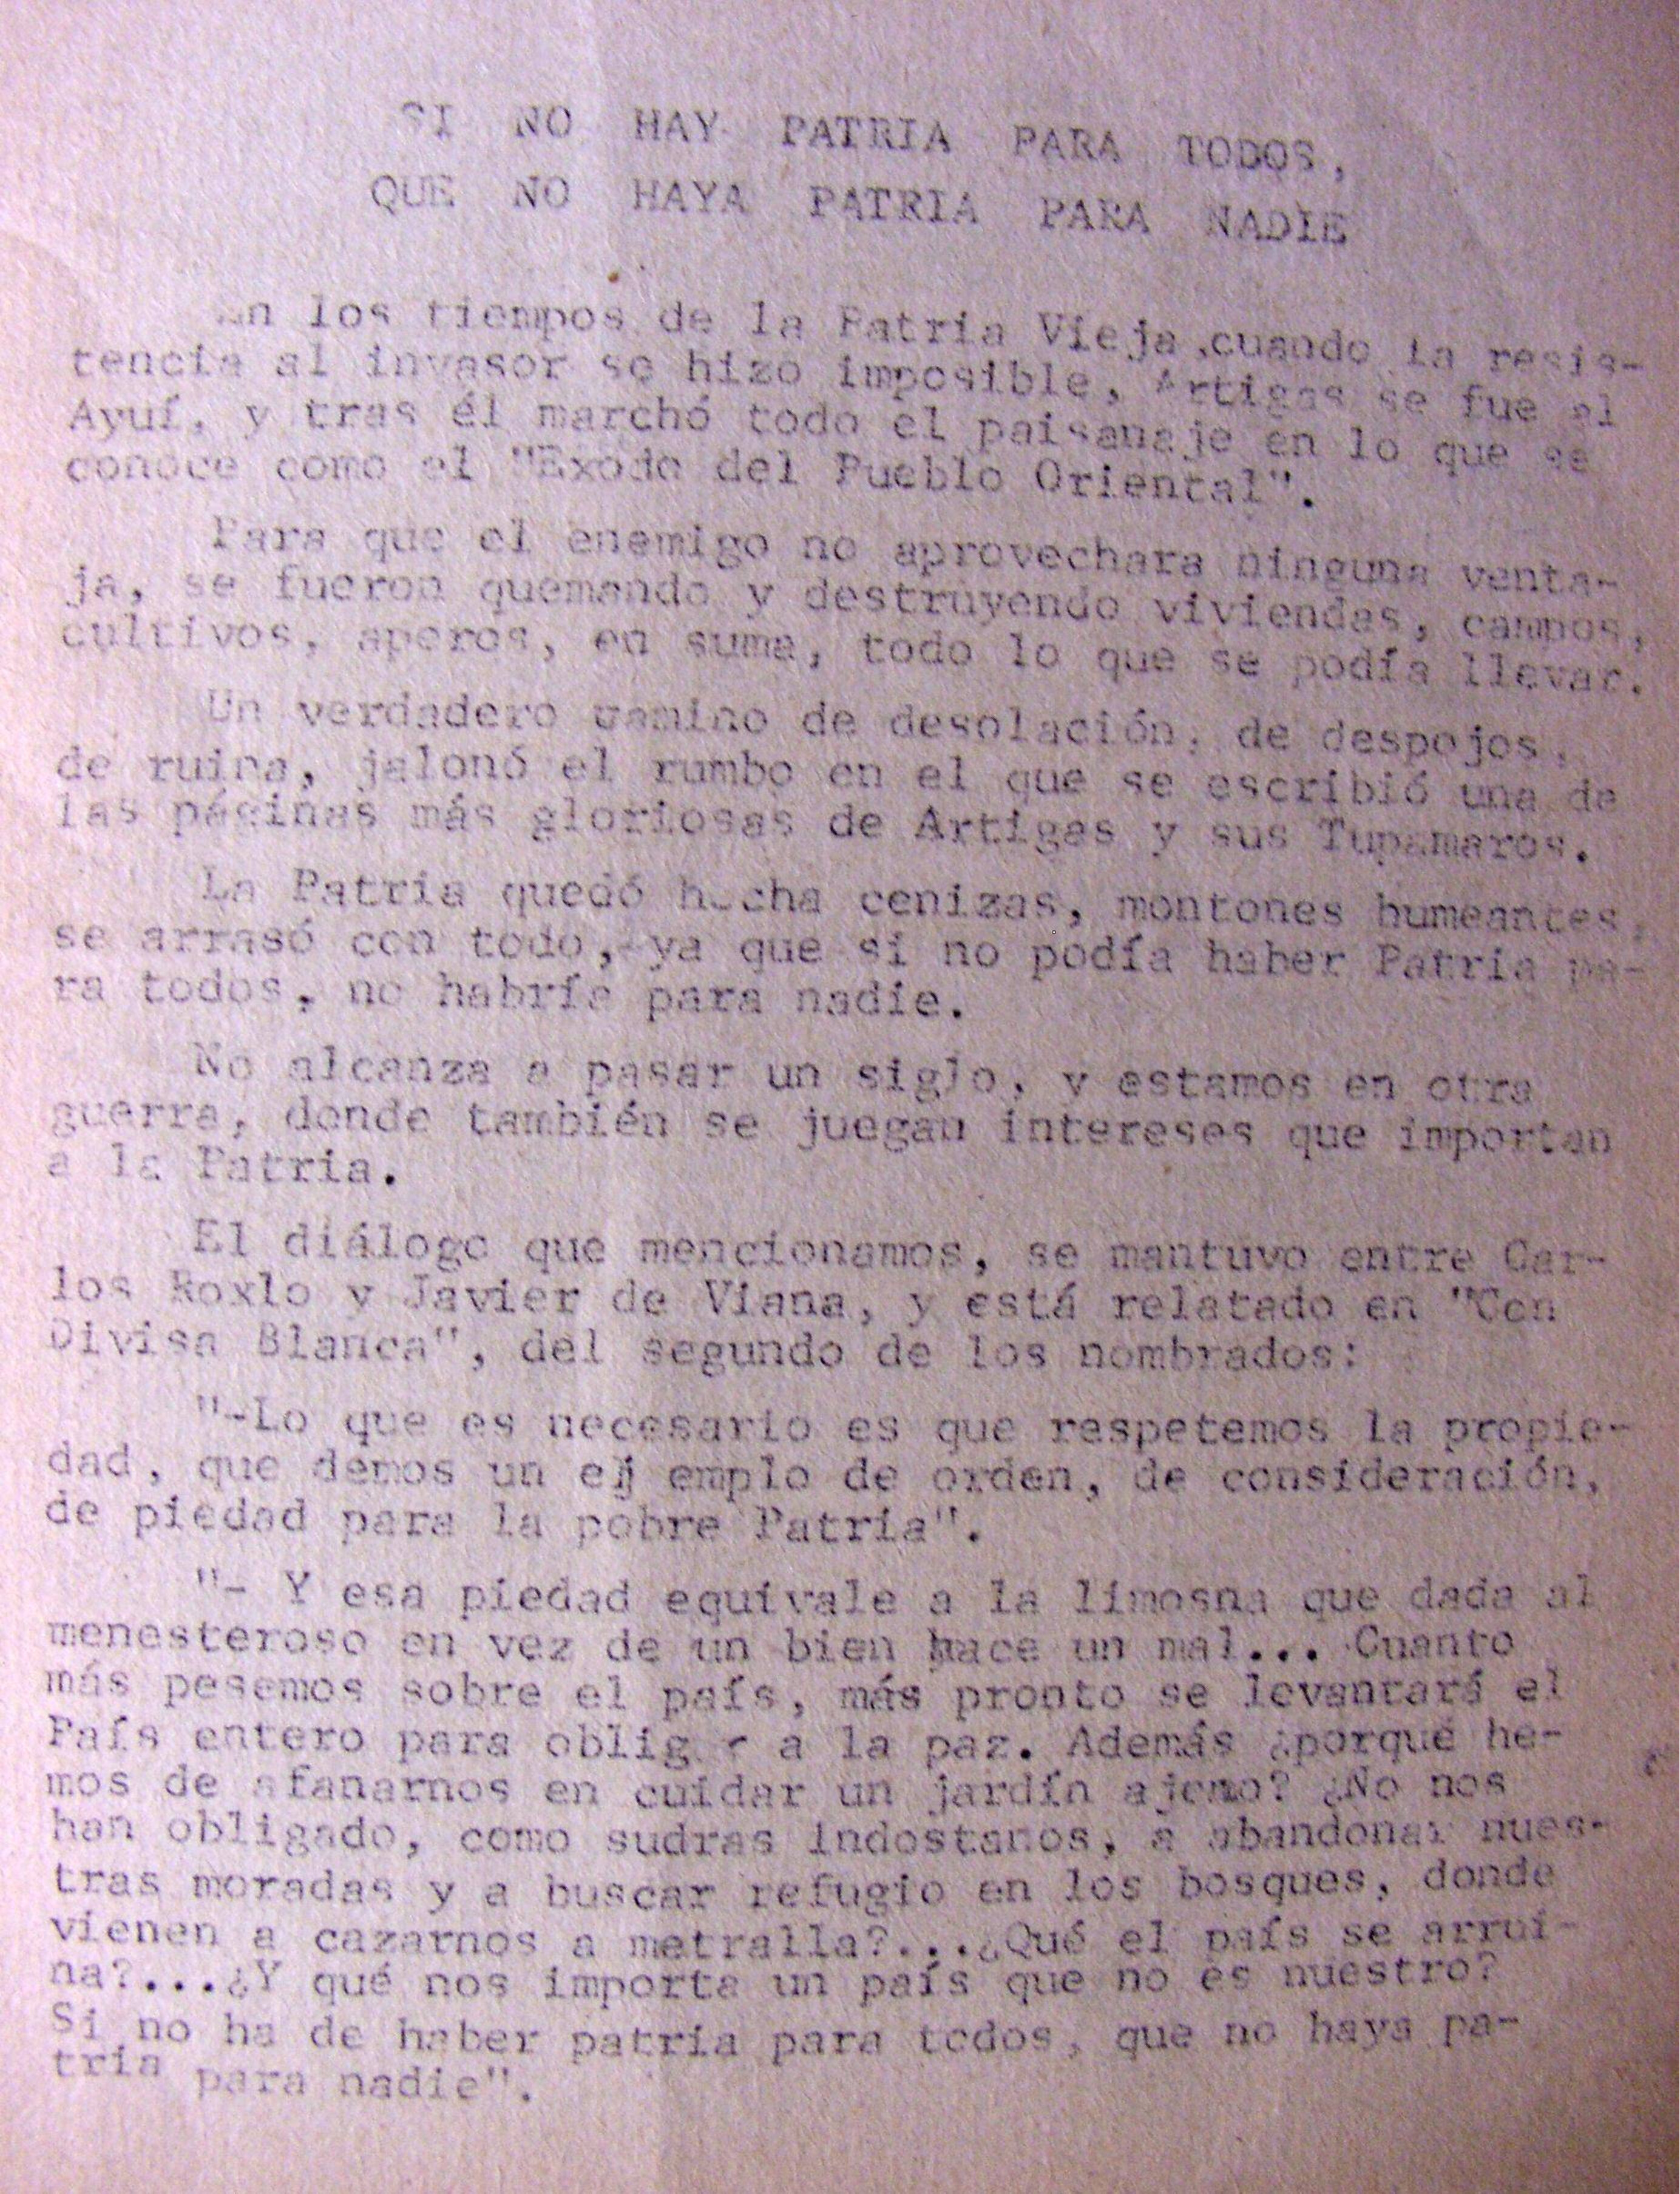 SI NO HAY PATRIA PARA TODOS,
QUE NO HAYA PATRIA PARA NADIE
En los tiempos de la Patria Vieja,cuando la resis-
tencia al invasor se hizo imposible, Artigas se fue al
Ayuí, y tras él marchó todo el paisanaje en lo que se
conoce como el "Exodo del Pueblo Oriental".
Para que el enemigo no aprovechara ninguna venta-
ja, se fueron quemando y destruyendo viviendas, campos,
cultivos, aperos, en suma, todo lo que se podía llevar.
Un verdadero camino de desolación, de despojos,
de ruina, jalonó el rumbo en el que se escribió una de
las páginas más gloriosas de Artigas y sus Tupamaros.
La Patria quedó hecha cenizas, montones humeantes,
se arrasó con todo, ya que si no podía haber Patria pa-
ra todos, no habría para nadie.
No alcanza a pasar un siglo, y estamos en otra
guerra, donde también se juegan intereses que importan
a la Patria.
El diálogo que mencionamos, se mantuvo entre Car-
los Roxlo y Javier de Viana, y está relatado en "Con
Divisa Blanca", del segundo de los nombrados:
"-Lo que es necesario es que respetemos la propie-
dad, que demos un ej emplo de orden, de consideración,
de piedad para la pobre Patria".
"- Y esa piedad equivale a la limosna que dada al
menesteroso en vez de un bien hace un mal... Cuanto
más pesemos sobre el país, más pronto se levantará el
País entero para obligar a la paz. Además ¿porqué he-
mos de afanarnos en cuidar un jardín ajeno? ¿No nos
han obligado, como sudras indostanos, a abandonar nues-
tras moradas y a buscar refugio en los bosques, donde
vienen a cazarnos a metralla?...¿Qué el país se arrui-
na?...¿Y qué nos importa un país que no es nuestro?
Si no ha de haber patria para todos, que no haya pa-
tria para nadie".